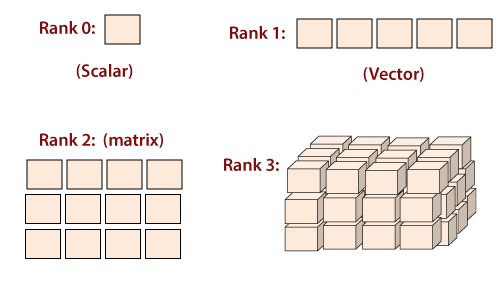 Rank 0:
(Scalar)
Rank 1:
(Vector)
Rank 2: (matrix)
Rank 3: